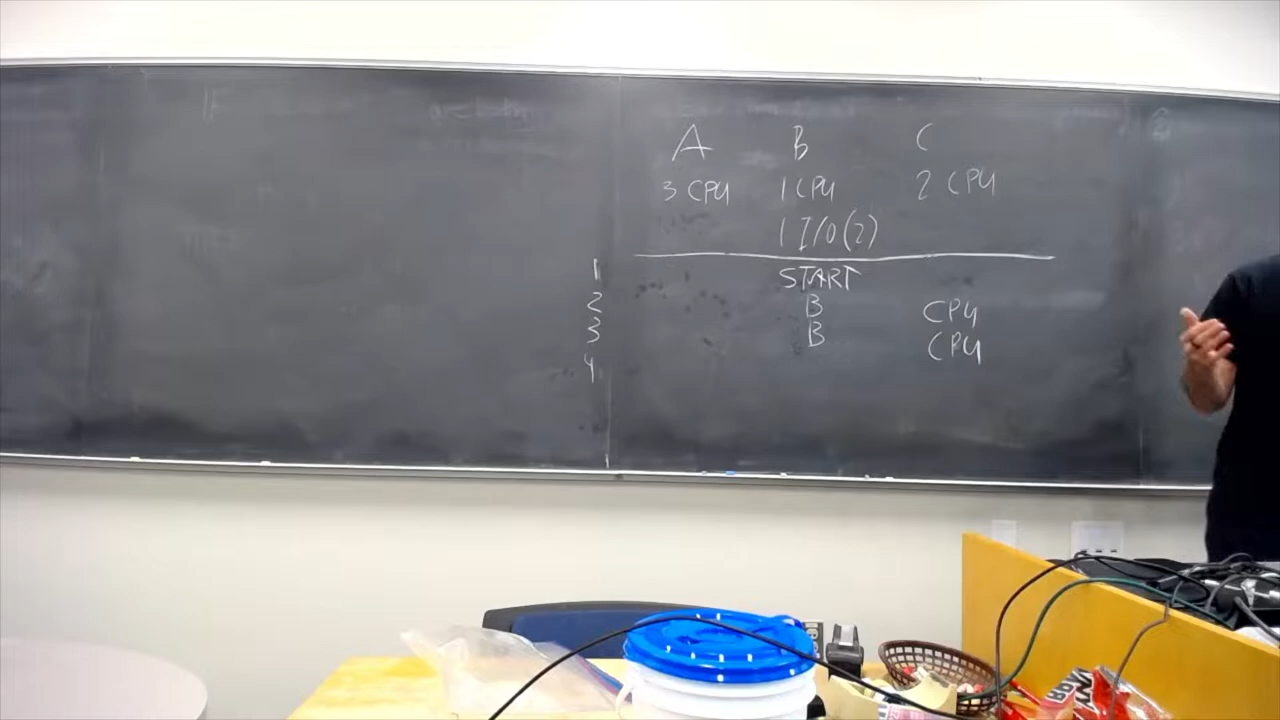 A B C
3 CPU 1 CPU 2 CPU
1 I/O (2)
1 START
2 B CPU
3 B CPU
4